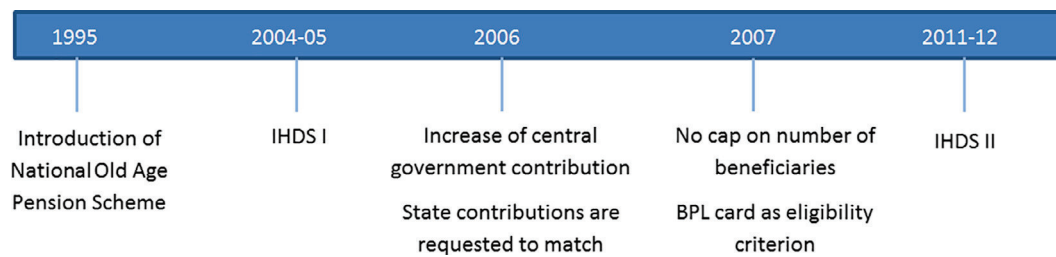 1995
2004-05
2006
2007
2011-12
Introduction of
National Old Age
Pension Scheme
IHDS I
Increase of central
government contribution
State contributions are
requested to match
No cap on number of
beneficiaries
BPL card as eligibility
criterion
IHDS II